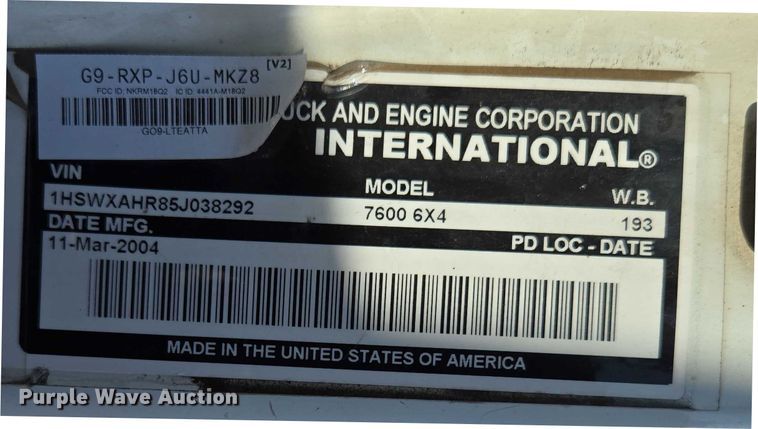 [V2]
G9-RXP-J6U-MKZ8
FCC ID: NKRM18Q2 IC ID: 4441A-M18Q2
GO9-LTEATTA
UCK AND ENGINE CORPORATION
INTERNATIONAL®
VIN MODEL W.B.
1HSWXAHR85J038292 7600 6X4 193
DATE MFG. PD LOC - DATE
11-Mar-2004
MADE IN THE UNITED STATES OF AMERICA
Purple Wave Auction